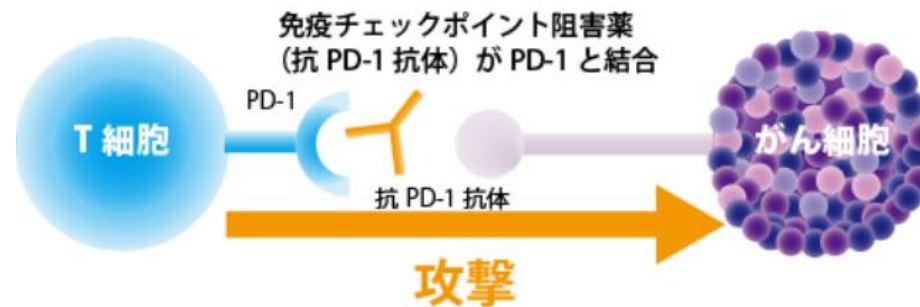 免疫チェックポイント阻害薬
（抗 PD-1 抗体）が PD-1 と結合
PD-1
T 細胞
がん細胞
抗 PD-1 抗体
攻撃